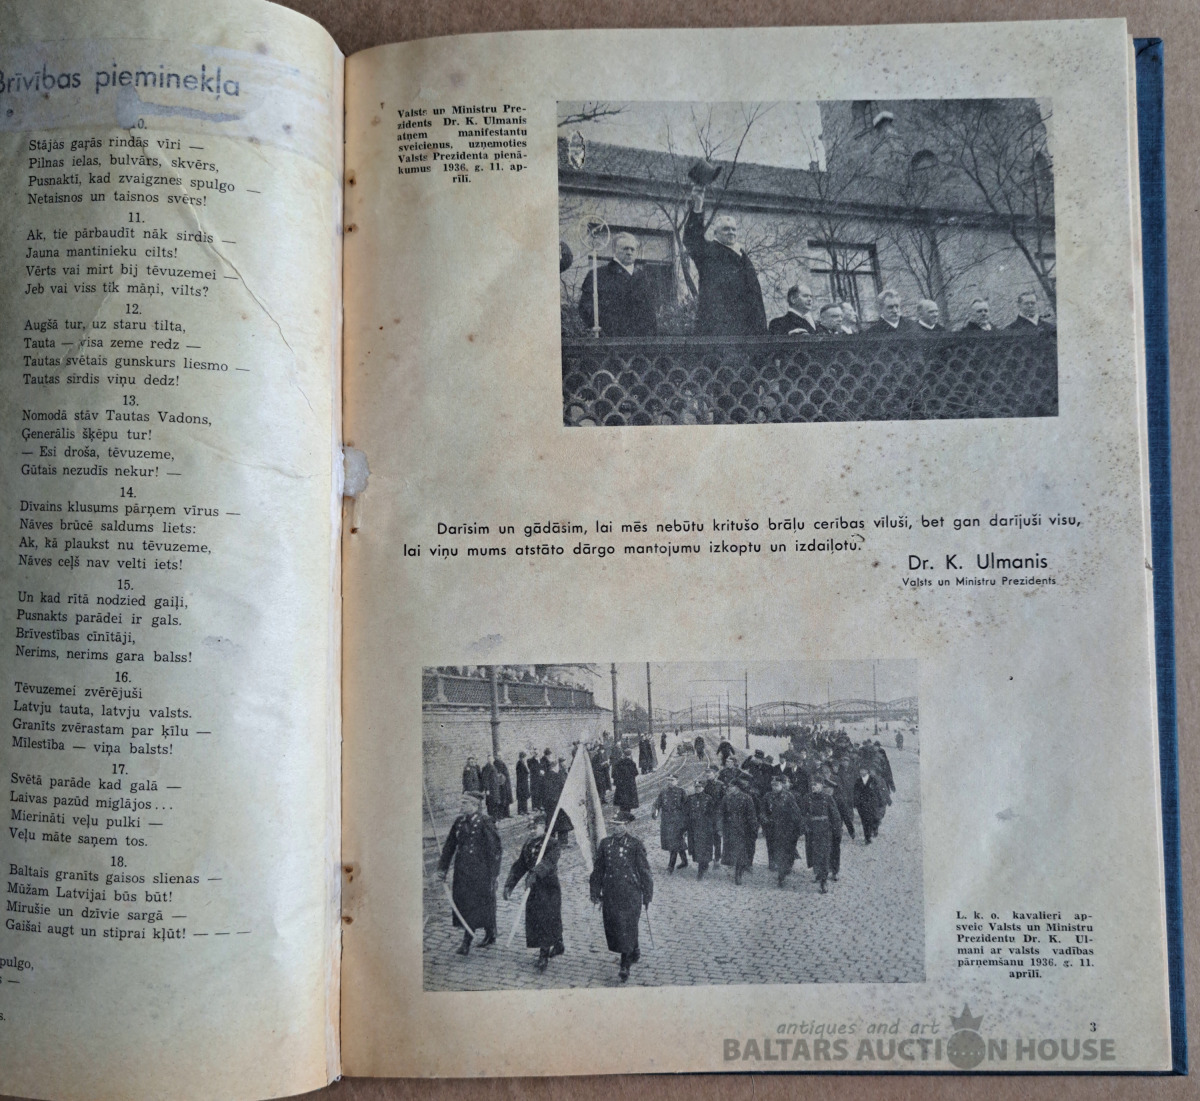 Brīvības pieminekļa
10.
Stājas gaŗās rindās vīri —
Pilnas ielas, bulvārs, skvērs,
Pusnaktī, kad zvaigznes spulgo —
Netaisnos un taisnos svērs!
11.
Ak, tie pārbaudīt nāk sirdis —
Jauna mantinieku cilts!
Vērts vai mirt bij tēvuzemei —
Jeb vai viss tik māņi, vilts?
12.
Augšā tur, uz staru tilta,
Tauta — visa zeme redz —
Tautas svētais gunskurs liesmo —
Tautas sirdis viņu dedz!
13.
Nomodā stāv Tautas Vadons,
Ģenerālis šķēpu tur!
— Esi droša, tēvuzeme,
Gūtais nezudīs nekur! —
14.
Dīvains klusums pārņem vīrus —
Nāves brūcē saldums liets:
Ak, kā plaukst nu tēvuzeme,
Nāves ceļš nav velti iets!
15.
Un kad rītā nodzied gaiļi,
Pusnakts parādei ir gals.
Brīvestības cīnītāji,
Nerims, nerims gara balss!
16.
Tēvuzemei zvērējuši
Latvju tauta, latvju valsts.
Granīts zvērastam par ķīlu —
Mīlestība — viņa balsts!
17.
Svētā parāde kad galā —
Laivas pazūd miglājos...
Mierināti veļu pulki —
Veļu māte saņem tos.
18.
Baltais granīts gaisos slienas —
Mūžam Latvijai būs būt!
Mirušie un dzīvie sargā —
Gaišai augt un stiprai kļūt! — — —
pulgo,
—
s.
Valsts un Ministru Pre-
zidents Dr. K. Ulmanis
atņem manifestantu
sveicienus, uzņemoties
Valsts Prezidenta pienā-
kumus 1936. g. 11. ap-
rīlī.
Darīsim un gādāsim, lai mēs nebūtu kritušo brāļu cerības vīluši, bet gan darījuši visu,
lai viņu mums atstāto dārgo mantojumu izkoptu un izdaiļotu.
Dr. K. Ulmanis
Valsts un Ministru Prezidents
L. k. o. kavalieri ap-
sveic Valsts un Ministru
Prezidentu Dr. K. Ul-
mani ar valsts vadības
pārņemšanu 1936. g. 11.
aprīlī.
3
antiques and art
BALTARS AUCTION HOUSE